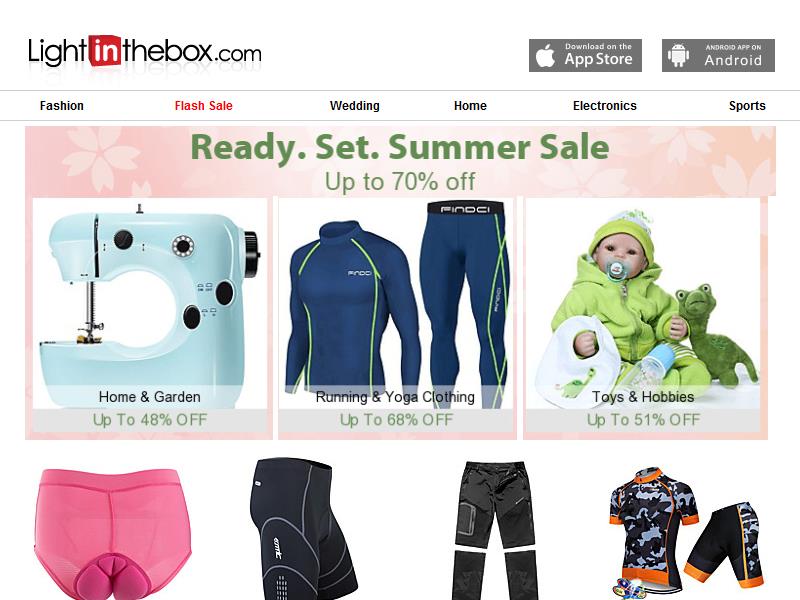 Lightinthebox.com
Download on the
App Store
ANDROID APP ON
Android
Fashion
Flash Sale
Wedding
Home
Electronics
Sports
Ready. Set. Summer Sale
Up to 70% off
FINDCI
FINDCI
FINDCI
Home & Garden
Running & Yoga Clothing
Toys & Hobbies
Up To 48% OFF
Up To 68% OFF
Up To 51% OFF